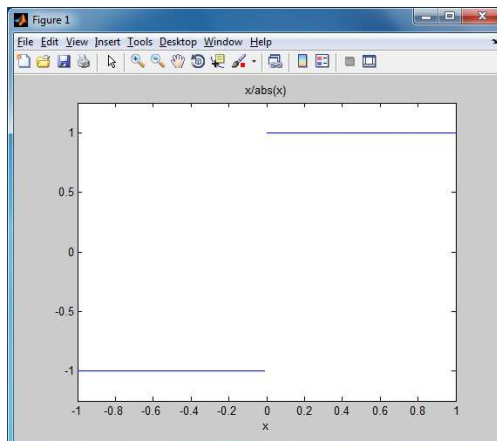 Figure 1
File Edit View Insert Tools Desktop Window Help
x/abs(x)
1
0.5
0
-0.5
-1
-1 -0.8 -0.6 -0.4 -0.2 0 0.2 0.4 0.6 0.8 1
x